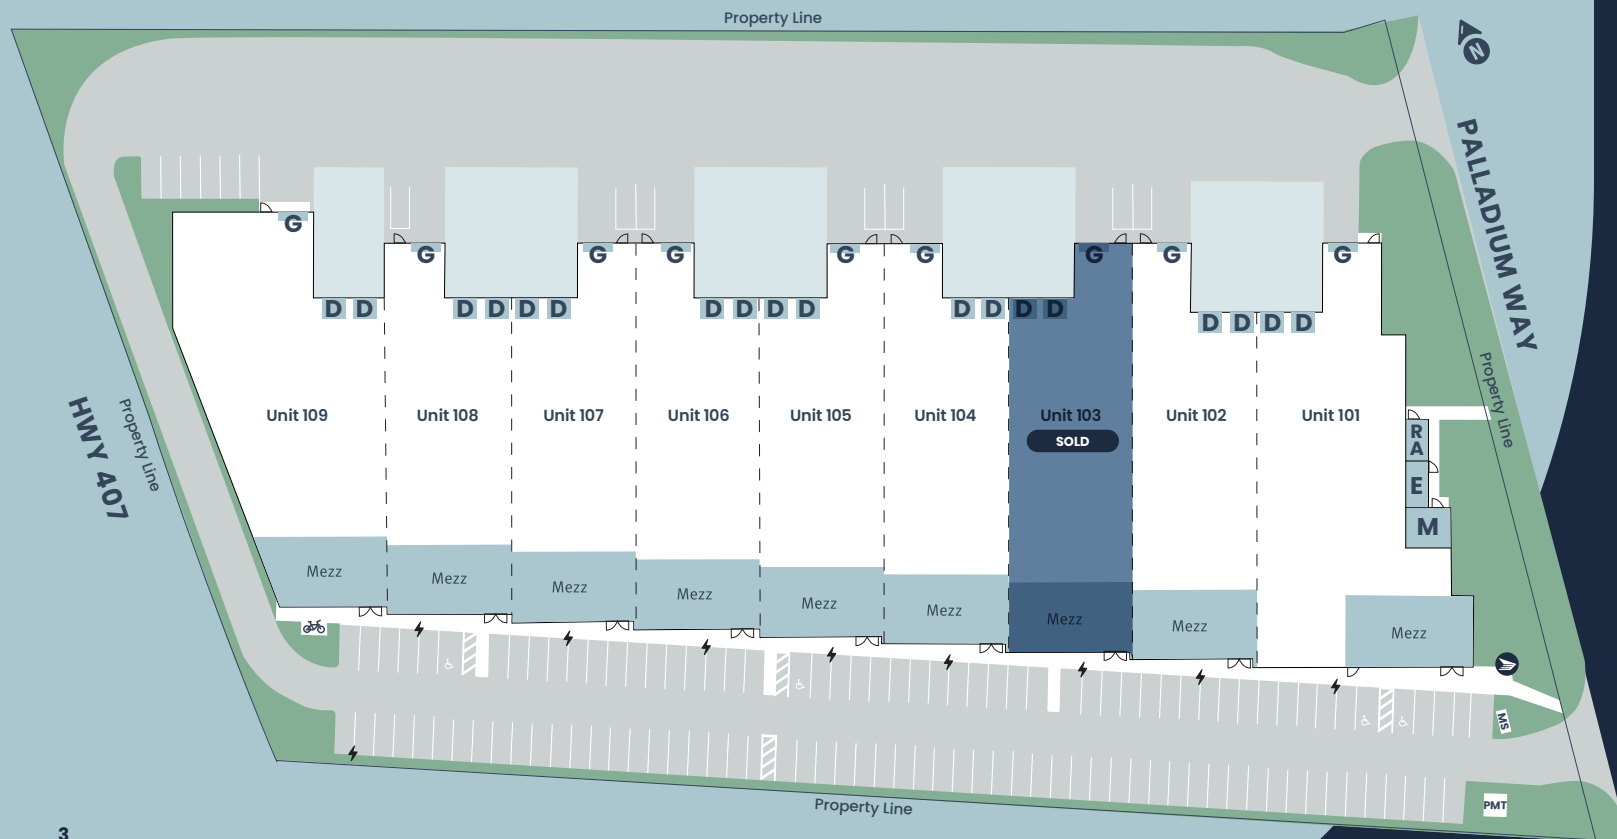 Property Line
N
PALLADIUM WAY
G
G
G
G
G
G
G
G
G
D D
D D D D
D D D D
D D D D
D D D D
Property Line
HWY 407
Property Line
Unit 109
Unit 108
Unit 107
Unit 106
Unit 105
Unit 104
Unit 103
SOLD
Unit 102
Unit 101
RA
E
M
Mezz
Mezz
Mezz
Mezz
Mezz
Mezz
Mezz
Mezz
Mezz
MS
PMT
Property Line
3